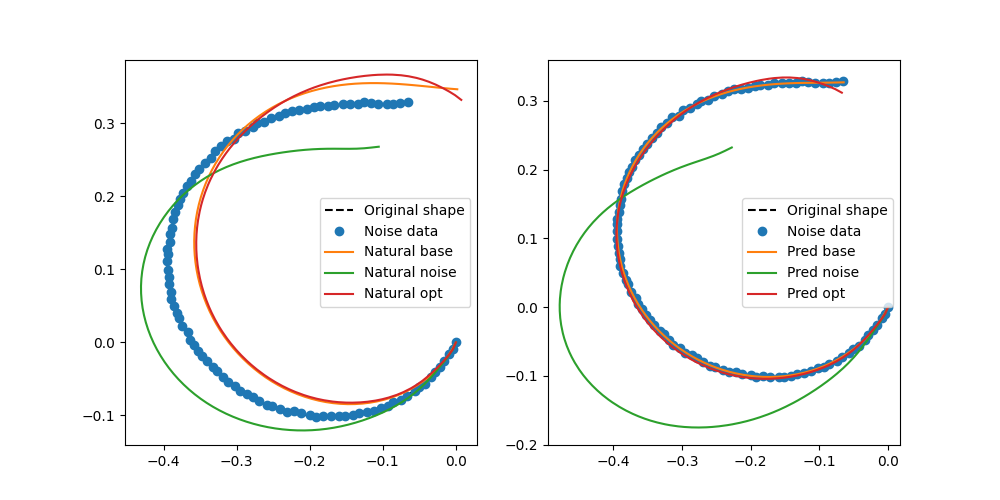 0.3
0.2
0.1
0.0
−0.1
−0.4
−0.3
−0.2
−0.1
0.0
Original shape
Noise data
Natural base
Natural noise
Natural opt
0.3
0.2
0.1
0.0
−0.1
−0.2
−0.4
−0.3
−0.2
−0.1
0.0
Original shape
Noise data
Pred base
Pred noise
Pred opt